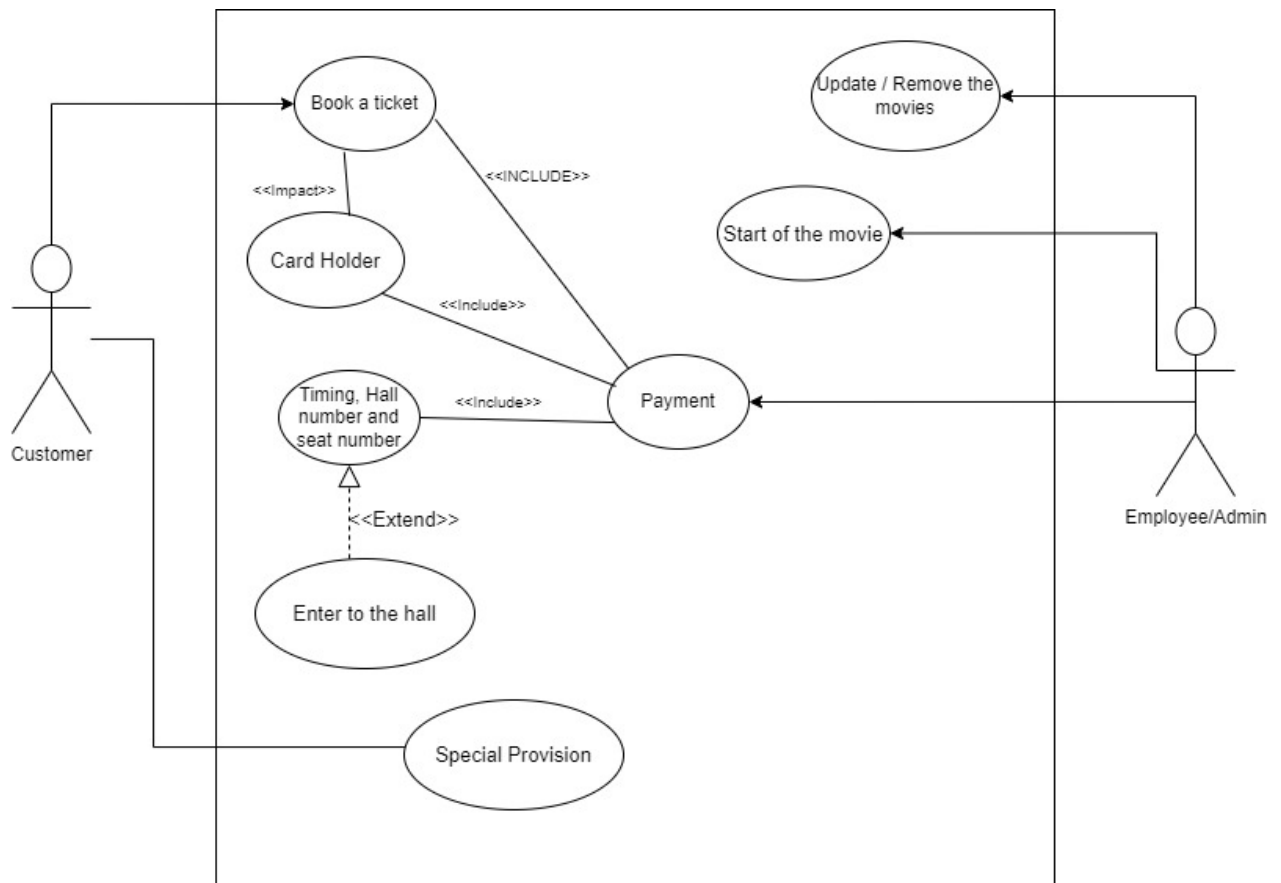 Book a ticket
Update / Remove the
movies
<<INCLUDE>>
<<Impact>>
Start of the movie
Card Holder
<<Include>>
Timing, Hall
number and
seat number
<<Include>>
Payment
Customer
<<Extend>>
Employee/Admin
Enter to the hall
Special Provision